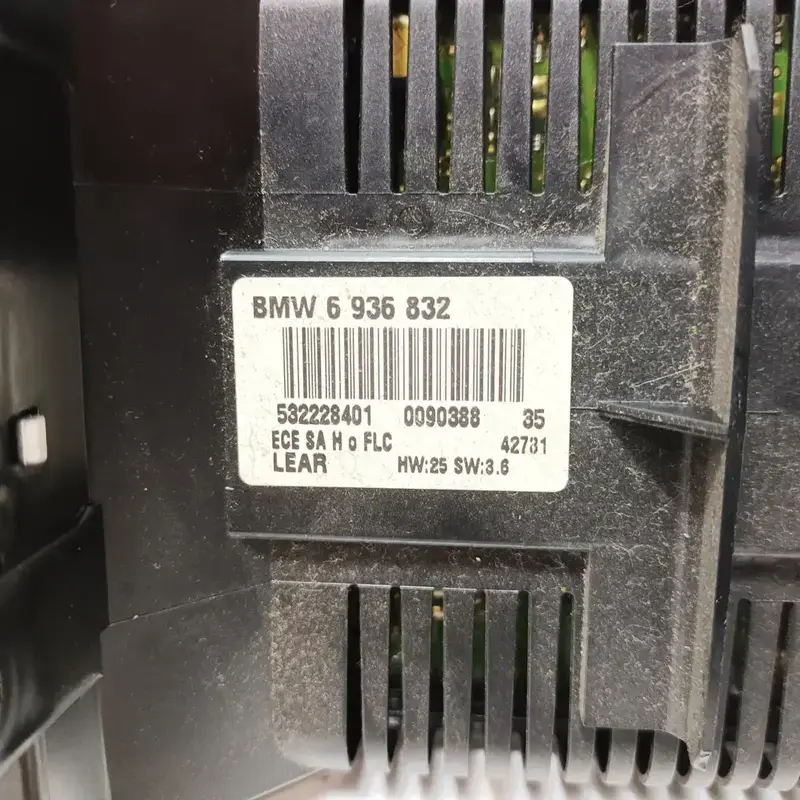 BMW 6 936 832
532228401 0090388 35
ECE SA H o FLC 42731
LEAR HW:25 SW:3.6